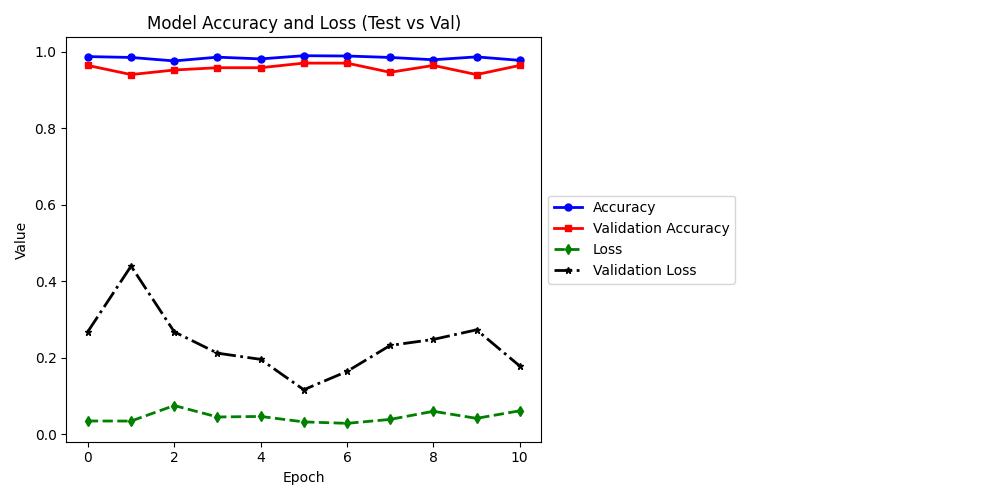 Model Accuracy and Loss (Test vs Val)
1.0
0.8
0.6
0.4
0.2
0.0
Value
0 2 4 6 8 10
Epoch
Accuracy
Validation Accuracy
Loss
Validation Loss